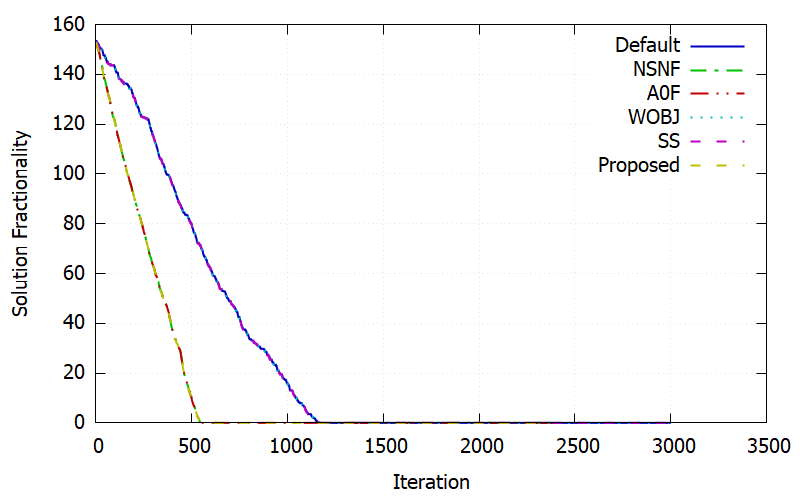 160
140
120
100
80
60
40
20
0
Solution Fractionality
Default
NSNF
A0F
WOBJ
SS
Proposed
0 500 1000 1500 2000 2500 3000 3500
Iteration